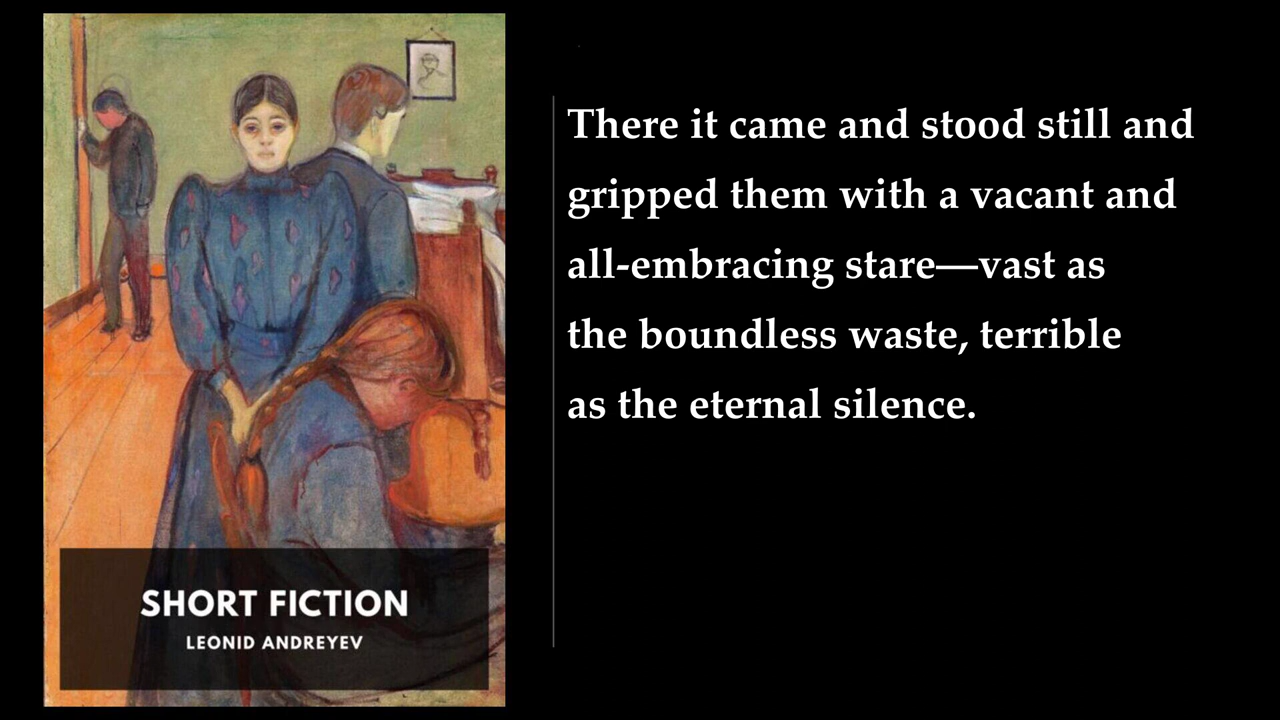 SHORT FICTION
LEONID ANDREYEV
There it came and stood still and
gripped them with a vacant and
all-embracing stare—vast as
the boundless waste, terrible
as the eternal silence.